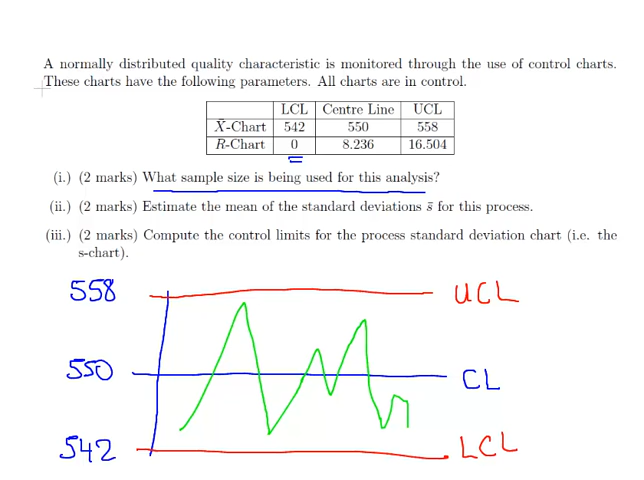 A normally distributed quality characteristic is monitored through the use of control charts.
These charts have the following parameters. All charts are in control.
LCL Centre Line UCL
X̄-Chart 542 550 558
R-Chart 0 8.236 16.504
(i.) (2 marks) What sample size is being used for this analysis?
(ii.) (2 marks) Estimate the mean of the standard deviations s̄ for this process.
(iii.) (2 marks) Compute the control limits for the process standard deviation chart (i.e. the
s-chart).
558 UCL
550 CL
542 LCL